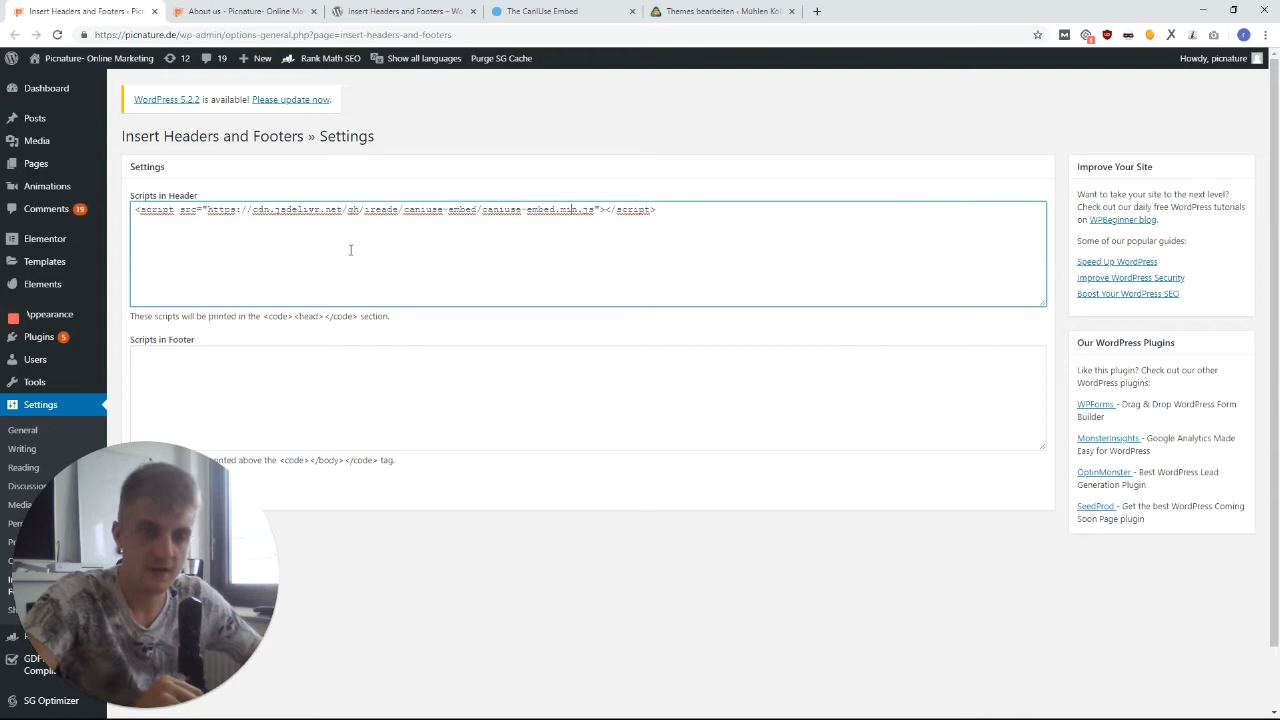 Insert Headers and Footers ‹ Pic
About us - Picnature- Online Ma
Insert Headers and Footers – Wo
The CanIUse Embed
Themes bearbeiten ‹ Mühlen Kol
https://picnature.de/wp-admin/options-general.php?page=insert-headers-and-footers
Picnature- Online Marketing
12
19
New
Rank Math SEO
Show all languages
Purge SG Cache
Howdy, picnature
Dashboard
Posts
Media
Pages
Animations
Comments 19
Elementor
Templates
Elements
Appearance
Plugins 5
Users
Tools
Settings
General
Writing
Reading
WordPress 5.2.2 is available! Please update now.
Insert Headers and Footers » Settings
Settings
Scripts in Header
<script src="https://cdn.jsdelivr.net/gh/ireade/caniuse-embed/caniuse-embed.min.js"></script>
These scripts will be printed in the <code><head></code> section.
Scripts in Footer
printed above the <code></body></code> tag.
Improve Your Site
Want to take your site to the next level?
Check out our daily free WordPress tutorials
on WPBeginner blog.
Some of our popular guides:
Speed Up WordPress
Improve WordPress Security
Boost Your WordPress SEO
Our WordPress Plugins
Like this plugin? Check out our other
WordPress plugins:
WPForms - Drag & Drop WordPress Form
Builder
MonsterInsights - Google Analytics Made
Easy for WordPress
OptinMonster - Best WordPress Lead
Generation Plugin
SeedProd - Get the best WordPress Coming
Soon Page plugin
GDP
Compli
SG Optimizer